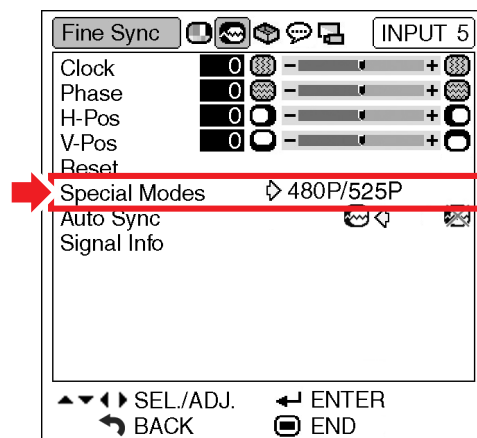 Fine Sync INPUT 5
Clock 0 - +
Phase 0 - +
H-Pos 0 - +
V-Pos 0 - +
Reset
Special Modes 480P/525P
Auto Sync
Signal Info
SEL./ADJ. ENTER
BACK END